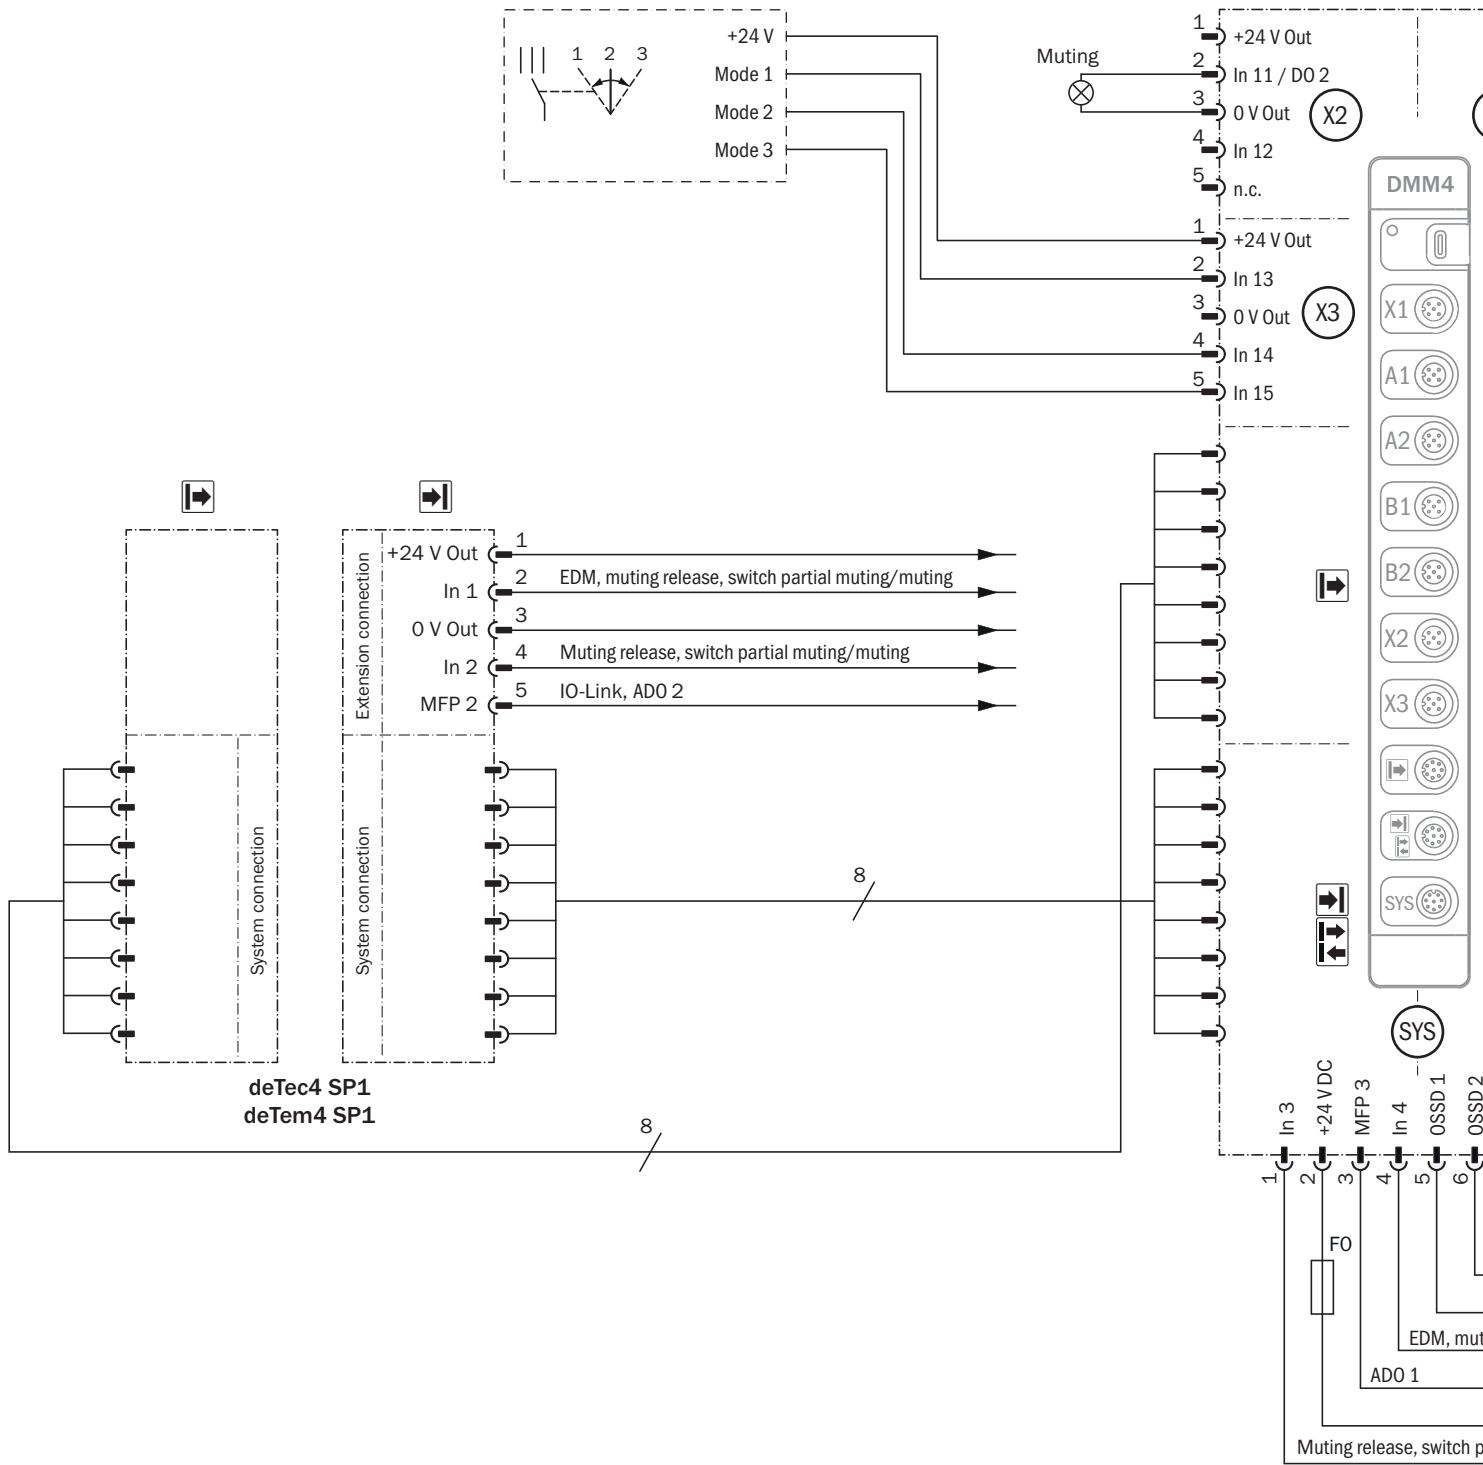 1 2 3
+24 V
Mode 1
Mode 2
Mode 3
Muting
1 +24 V Out
2 In 11 / DO 2
3 0 V Out
4 In 12
5 n.c.
X2
1 +24 V Out
2 In 13
3 0 V Out
4 In 14
5 In 15
X3
DMM4
X1
A1
A2
B1
B2
X2
X3
SYS
SYS
Extension connection
+24 V Out 1
In 1 2 EDM, muting release, switch partial muting/muting
0 V Out 3
In 2 4 Muting release, switch partial muting/muting
MFP 2 5 IO-Link, ADO 2
System connection
System connection
8
deTec4 SP1
deTem4 SP1
8
In 3
+24 V DC
MFP 3
In 4
OSSD 1
OSSD 2
1 2 3 4 5 6
F0
EDM, mut
ADO 1
Muting release, switch p